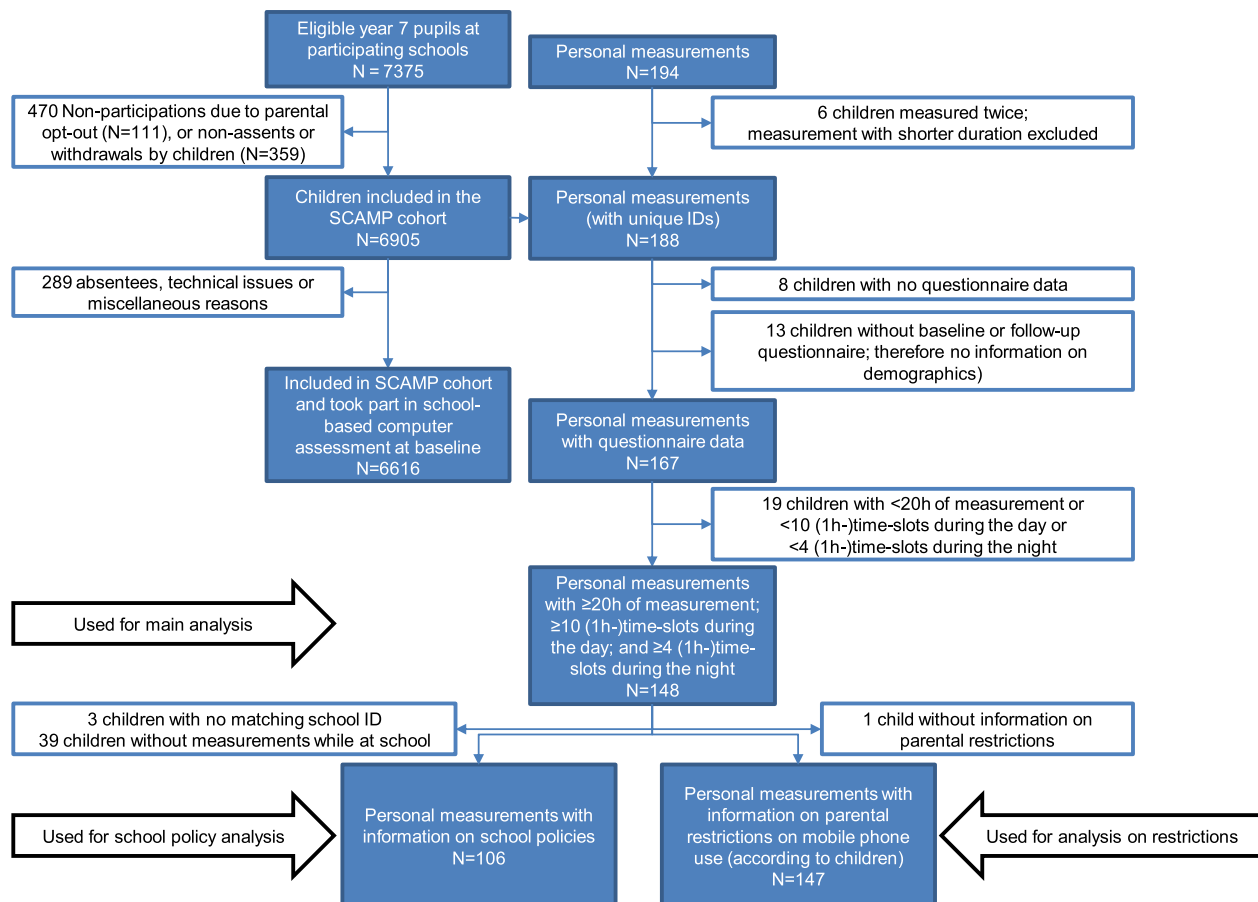 Eligible year 7 pupils at
participating schools
N = 7375
Personal measurements
N=194
470 Non-participations due to parental
opt-out (N=111), or non-assents or
withdrawals by children (N=359)
6 children measured twice;
measurement with shorter duration excluded
Children included in the
SCAMP cohort
N=6905
Personal measurements
(with unique IDs)
N=188
289 absentees, technical issues or
miscellaneous reasons
8 children with no questionnaire data
13 children without baseline or follow-up
questionnaire; therefore no information on
demographics)
Included in SCAMP cohort
and took part in school-
based computer
assessment at baseline
N=6616
Personal measurements
with questionnaire data
N=167
19 children with <20h of measurement or
<10 (1h-)time-slots during the day or
<4 (1h-)time-slots during the night
Used for main analysis
Personal measurements
with ≥20h of measurement;
≥10 (1h-)time-slots during
the day; and ≥4 (1h-)time-
slots during the night
N=148
3 children with no matching school ID
39 children without measurements while at school
1 child without information on
parental restrictions
Used for school policy analysis
Personal measurements with
information on school policies
N=106
Personal measurements with
information on parental
restrictions on mobile phone
use (according to children)
N=147
Used for analysis on restrictions